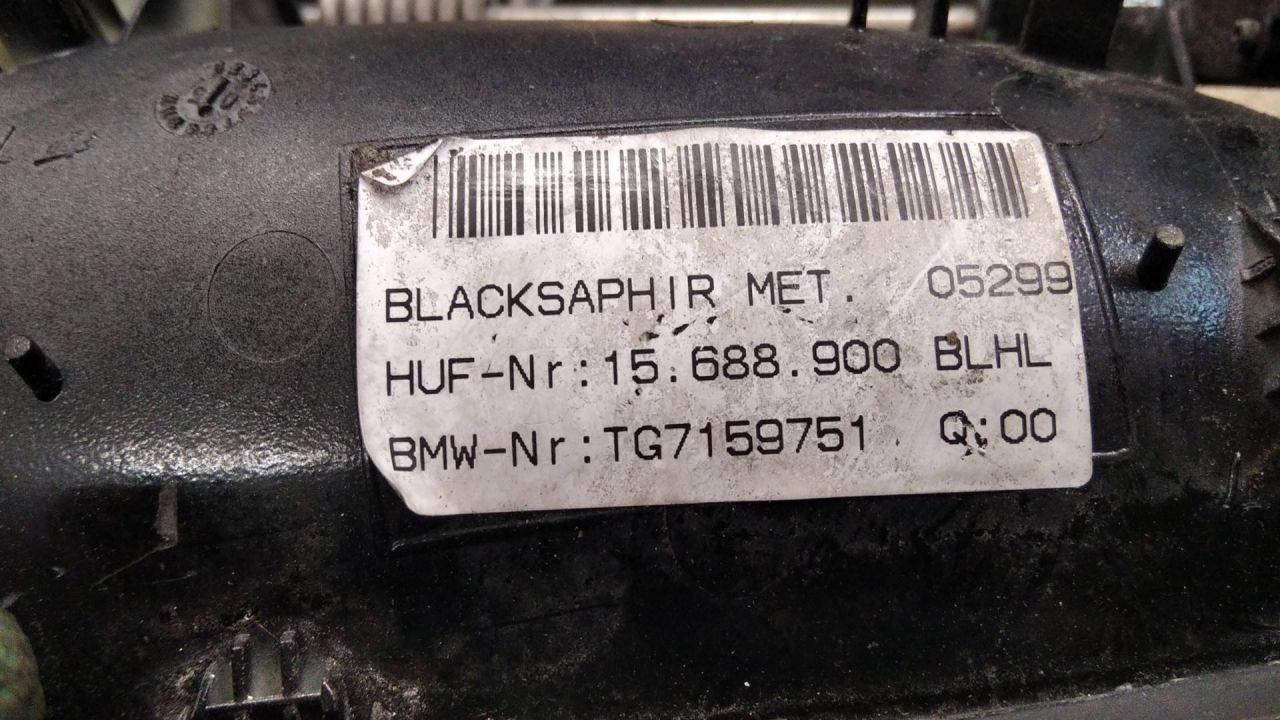 BLACKSAPHIR MET. 05299
HUF-Nr:15.688.900 BLHL
BMW-Nr:TG7159751 Q:00